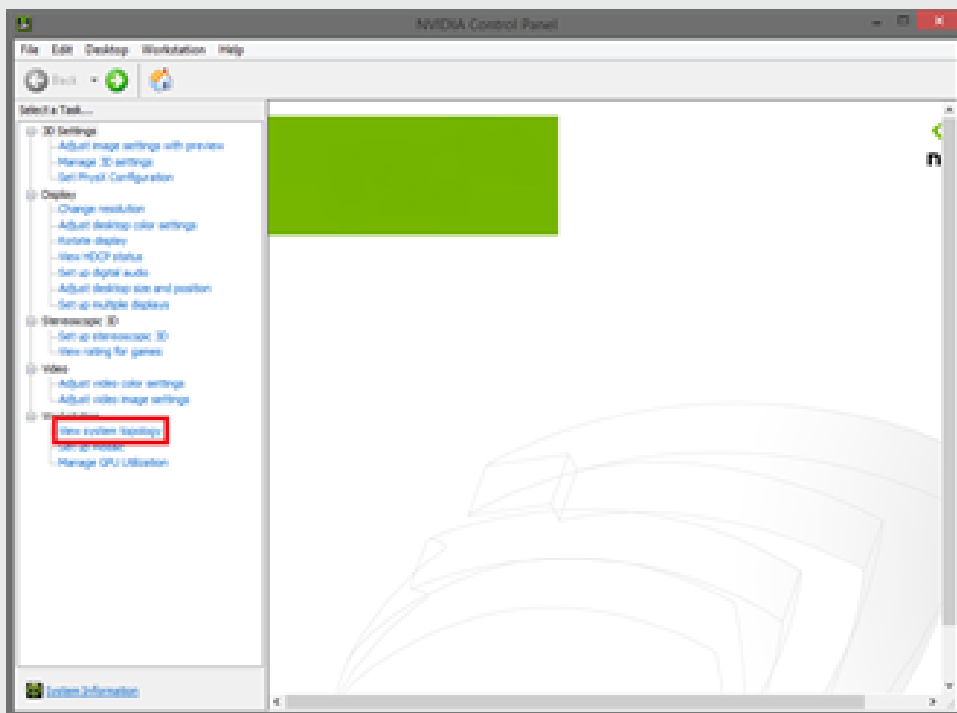 NVIDIA Control Panel
File Edit Desktop Workstation Help
Back
Select a Task...
3D Settings
Adjust image settings with preview
Manage 3D settings
Set PhysX Configuration
Display
Change resolution
Adjust desktop color settings
Rotate display
View HDCP status
Set up digital audio
Adjust desktop size and position
Set up multiple displays
Stereoscopic 3D
Set up stereoscopic 3D
View rating for games
Video
Adjust video color settings
Adjust video image settings
Workstation
View system topology
Set up Mosaic
Manage GPU Utilization
n
System Information